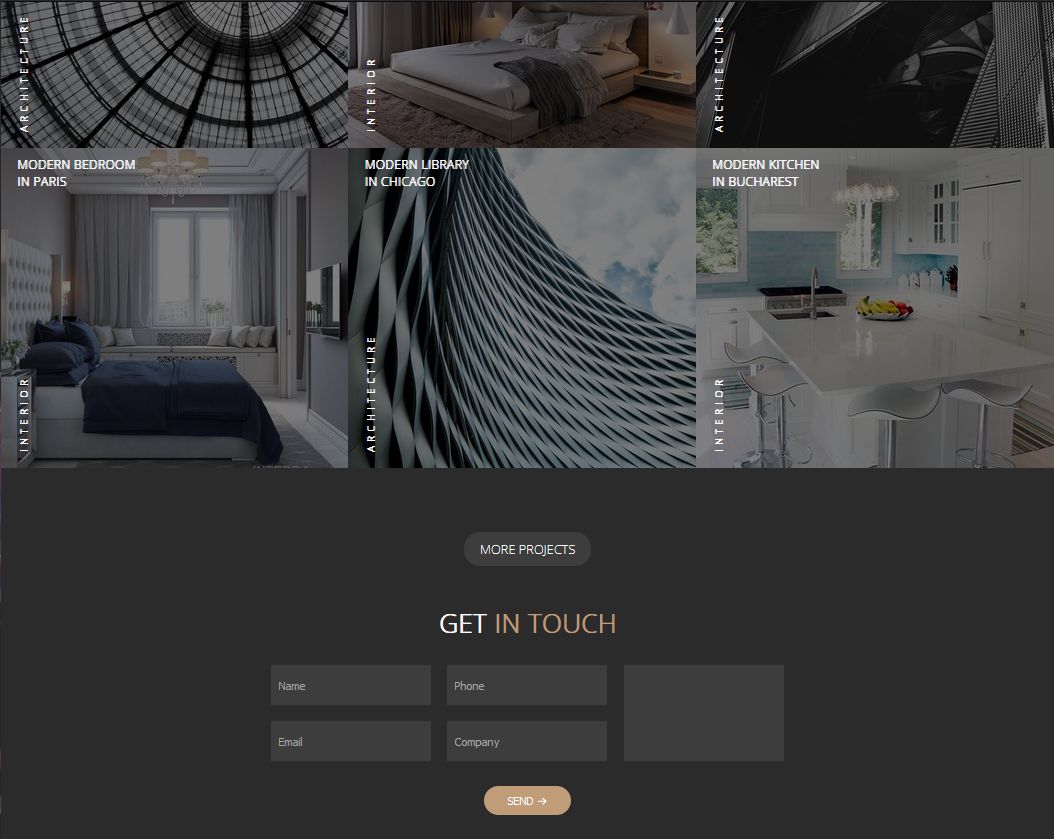 ARCHITECTURE
INTERIOR
ARCHITECTURE
MODERN BEDROOM
IN PARIS
INTERIOR
MODERN LIBRARY
IN CHICAGO
ARCHITECTURE
MODERN KITCHEN
IN BUCHAREST
INTERIOR
MORE PROJECTS
GET IN TOUCH
Name
Phone
Email
Company
SEND →